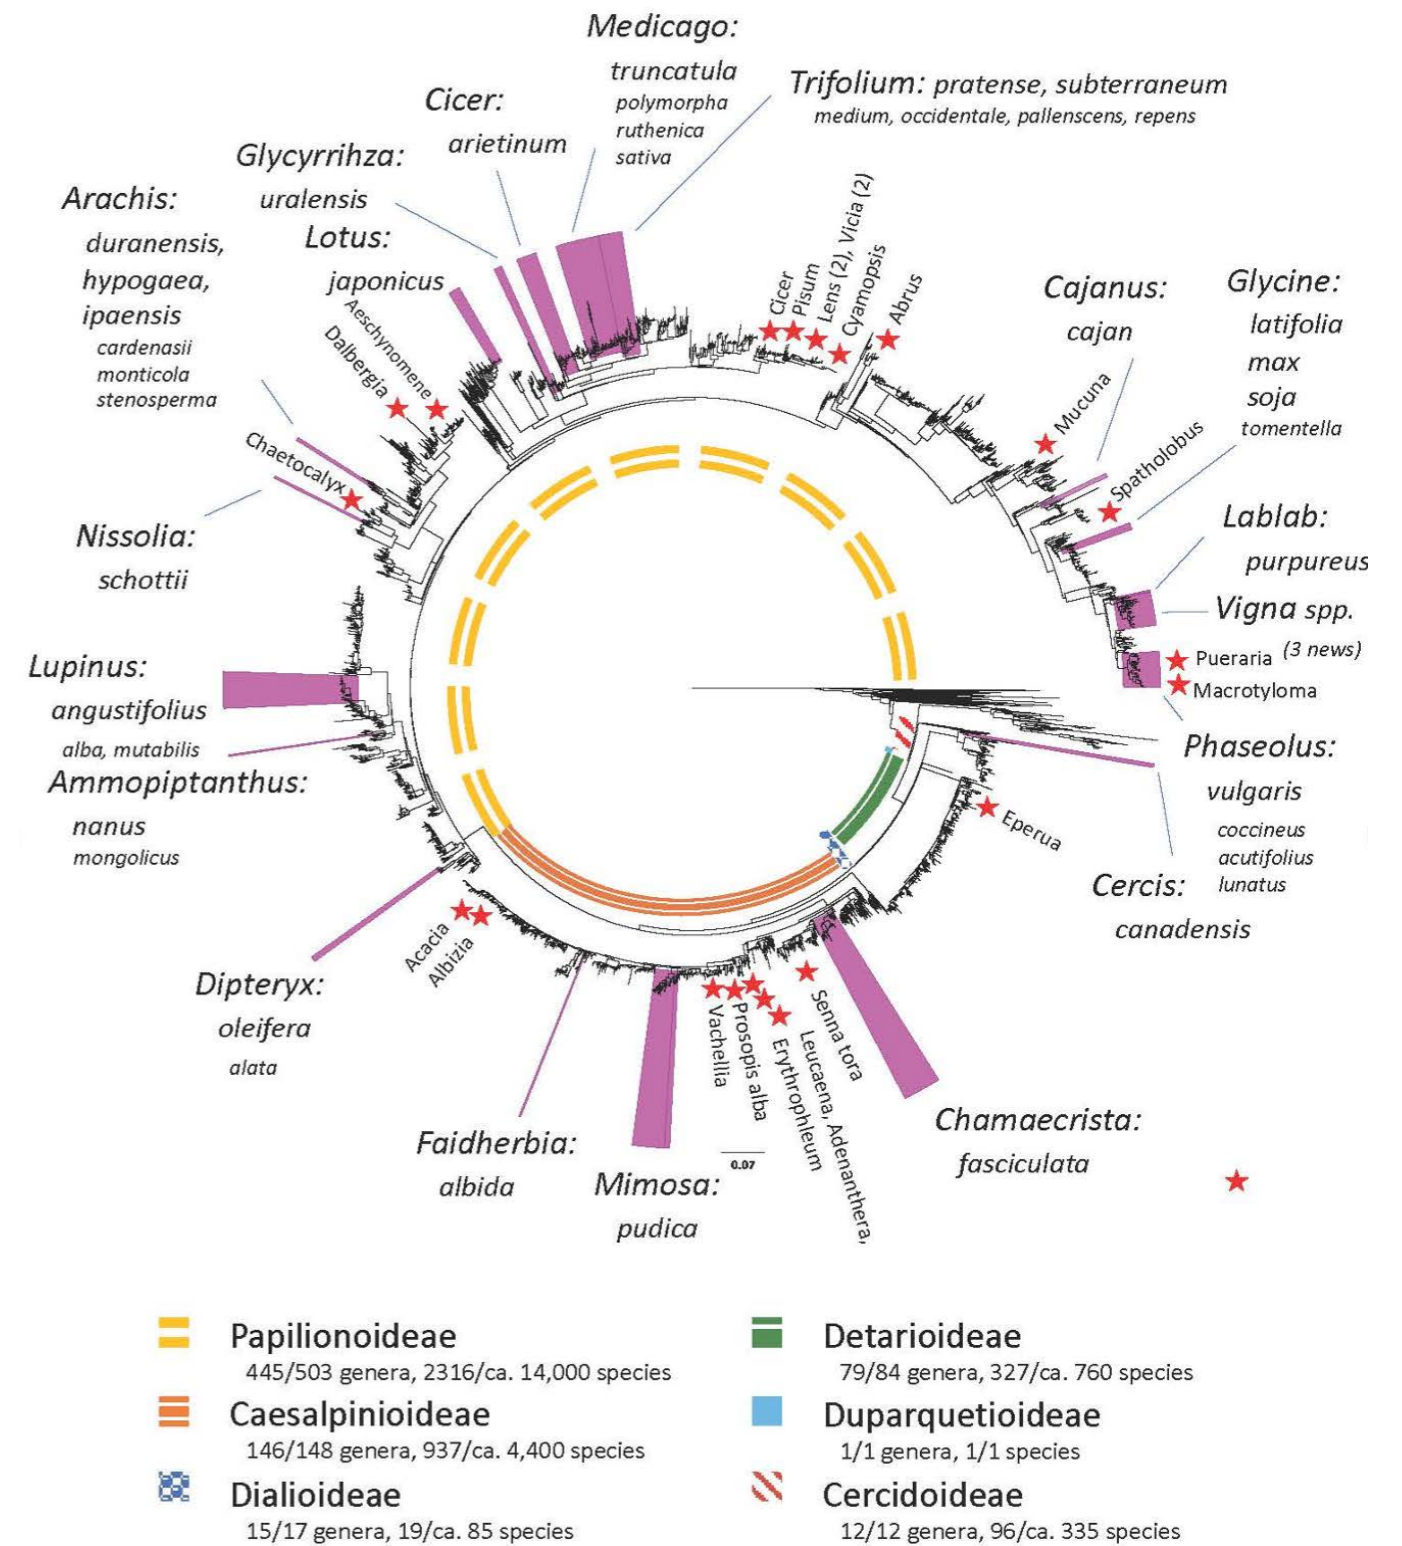 Medicago:
truncatula
polymorpha
ruthenica
sativa
Trifolium: pratense, subterraneum
medium, occidentale, pallenscens, repens
Cicer:
arietinum
Glycyrrihza:
uralensis
Arachis:
duranensis,
hypogaea,
ipaensis
cardenasii
monticola
stenosperma
Lotus:
japonicus
Aeschynomene
Dalbergia
Chaetocalyx
Nissolia:
schottii
Cicer
Pisum
Lens (2), Vicia (2)
Cyamopsis
Abrus
Cajanus:
cajan
Glycine:
latifolia
max
soja
tomentella
Mucuna
Spatholobus
Lablab:
purpureus
Vigna spp.
(3 news)
Pueraria
Macrotyloma
Phaseolus:
vulgaris
coccineus
acutifolius
lunatus
Cercis:
canadensis
Eperua
Lupinus:
angustifolius
alba, mutabilis
Ammopiptanthus:
nanus
mongolicus
Dipteryx:
oleifera
alata
Acacia
Albizia
Faidherbia:
albida
Mimosa:
pudica
Vachellia
Prosopis alba
Erythrophleum
Leucaena, Adenanthera,
Senna tora
0.07
Chamaecrista:
fasciculata
Papilionoideae
445/503 genera, 2316/ca. 14,000 species
Caesalpinioideae
146/148 genera, 937/ca. 4,400 species
Dialioideae
15/17 genera, 19/ca. 85 species
Detarioideae
79/84 genera, 327/ca. 760 species
Duparquetioideae
1/1 genera, 1/1 species
Cercidoideae
12/12 genera, 96/ca. 335 species